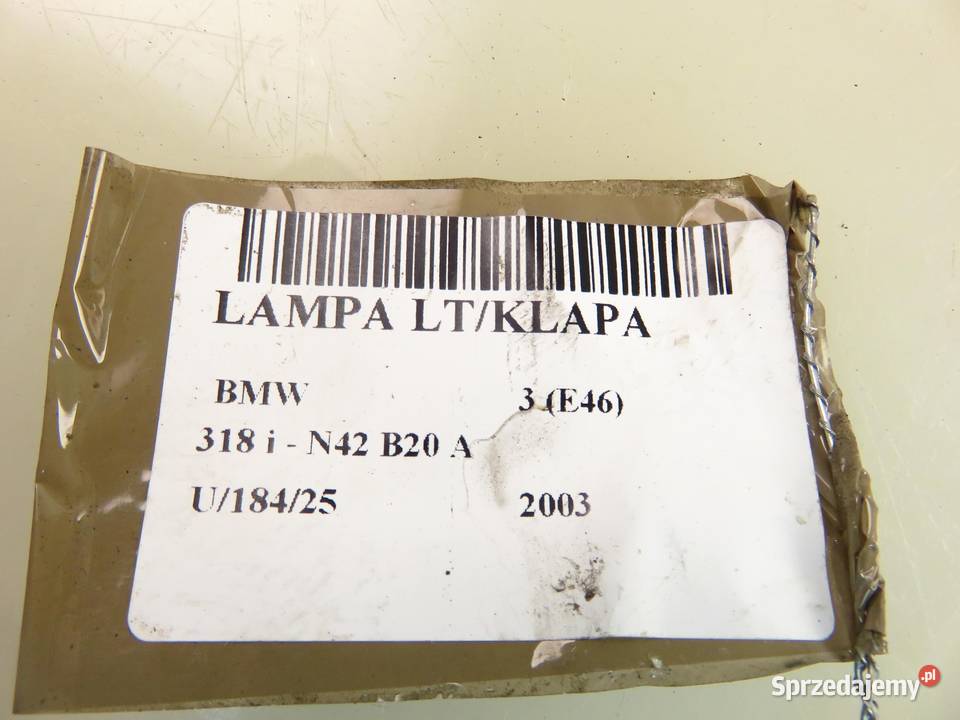 LAMPA LT/KLAPA
BMW 3 (E46)
318 i - N42 B20 A
U/184/25 2003
Sprzedajemy.pl